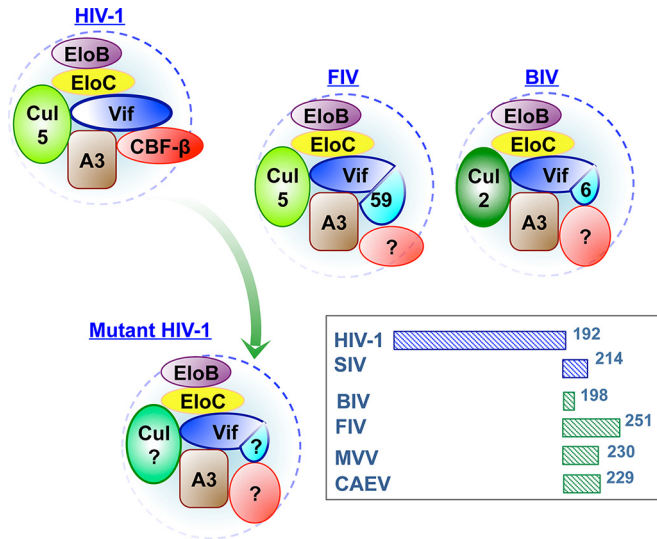 HIV-1
EloB
EloC
Cul
5
Vif
CBF-β
A3
FIV
EloB
EloC
Cul
5
Vif
59
A3
?
BIV
EloB
EloC
Cul
2
Vif
6
A3
?
Mutant HIV-1
EloB
EloC
Cul
?
Vif
?
A3
?
HIV-1 192
SIV 214
BIV 198
FIV 251
MVV 230
CAEV 229